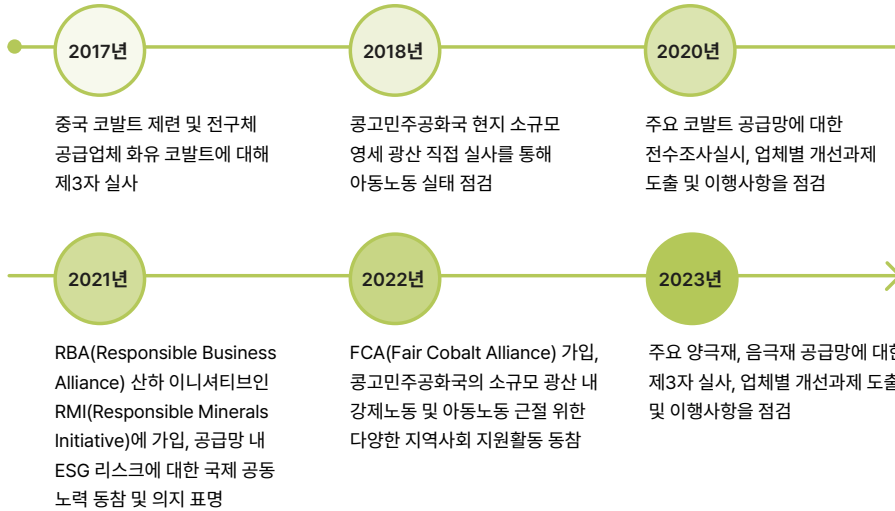 2017년
2018년
2020년
중국 코발트 제련 및 전구체
공급업체 화유 코발트에 대해
제3자 실사
콩고민주공화국 현지 소규모
영세 광산 직접 실사를 통해
아동노동 실태 점검
주요 코발트 공급망에 대한
전수조사실시, 업체별 개선과제
도출 및 이행사항을 점검
2021년
2022년
2023년
RBA(Responsible Business
Alliance) 산하 이니셔티브인
RMI(Responsible Minerals
Initiative)에 가입, 공급망 내
ESG 리스크에 대한 국제 공동
노력 동참 및 의지 표명
FCA(Fair Cobalt Alliance) 가입,
콩고민주공화국의 소규모 광산 내
강제노동 및 아동노동 근절 위한
다양한 지역사회 지원활동 동참
주요 양극재, 음극재 공급망에 대한
제3자 실사, 업체별 개선과제 도출
및 이행사항을 점검